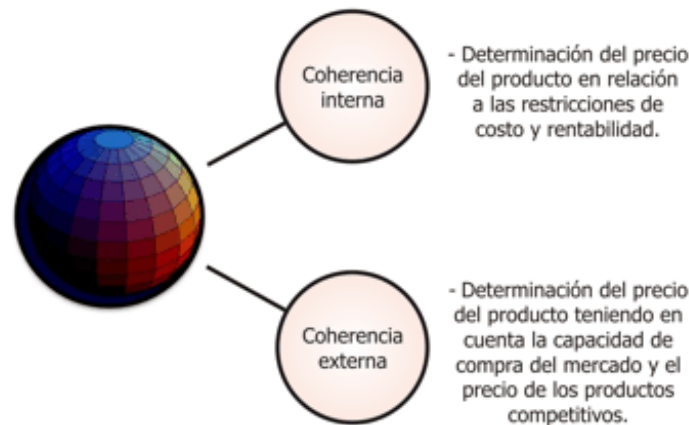 Coherencia
interna
- Determinación del precio
del producto en relación
a las restricciones de
costo y rentabilidad.
Coherencia
externa
- Determinación del precio
del producto teniendo en
cuenta la capacidad de
compra del mercado y el
precio de los productos
competitivos.